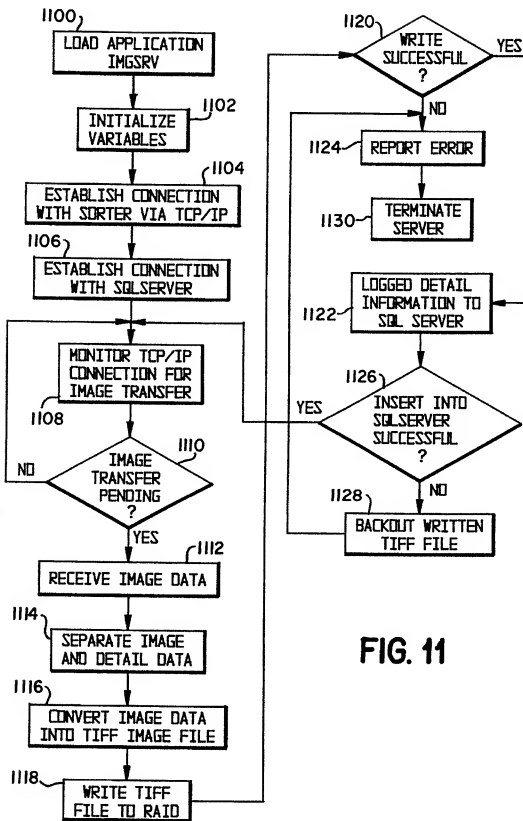 1100
LOAD APPLICATION
IMGSRV
1102
INITIALIZE
VARIABLES
1104
ESTABLISH CONNECTION
WITH SORTER VIA TCP/IP
1106
ESTABLISH CONNECTION
WITH SQLSERVER
MONITOR TCP/IP
CONNECTION FOR
IMAGE TRANSFER
1108
1110
NO
IMAGE
TRANSFER
PENDING
?
YES
1112
RECEIVE IMAGE DATA
1114
SEPARATE IMAGE
AND DETAIL DATA
1116
CONVERT IMAGE DATA
INTO TIFF IMAGE FILE
1118
WRITE TIFF
FILE TO RAID
1120
WRITE
SUCCESSFUL
?
YES
NO
1124
REPORT ERROR
1130
TERMINATE
SERVER
LOGGED DETAIL
INFORMATION TO
SQL SERVER
1122
1126
YES
INSERT INTO
SQLSERVER
SUCCESSFUL
?
NO
1128
BACKOUT WRITTEN
TIFF FILE
FIG. 11